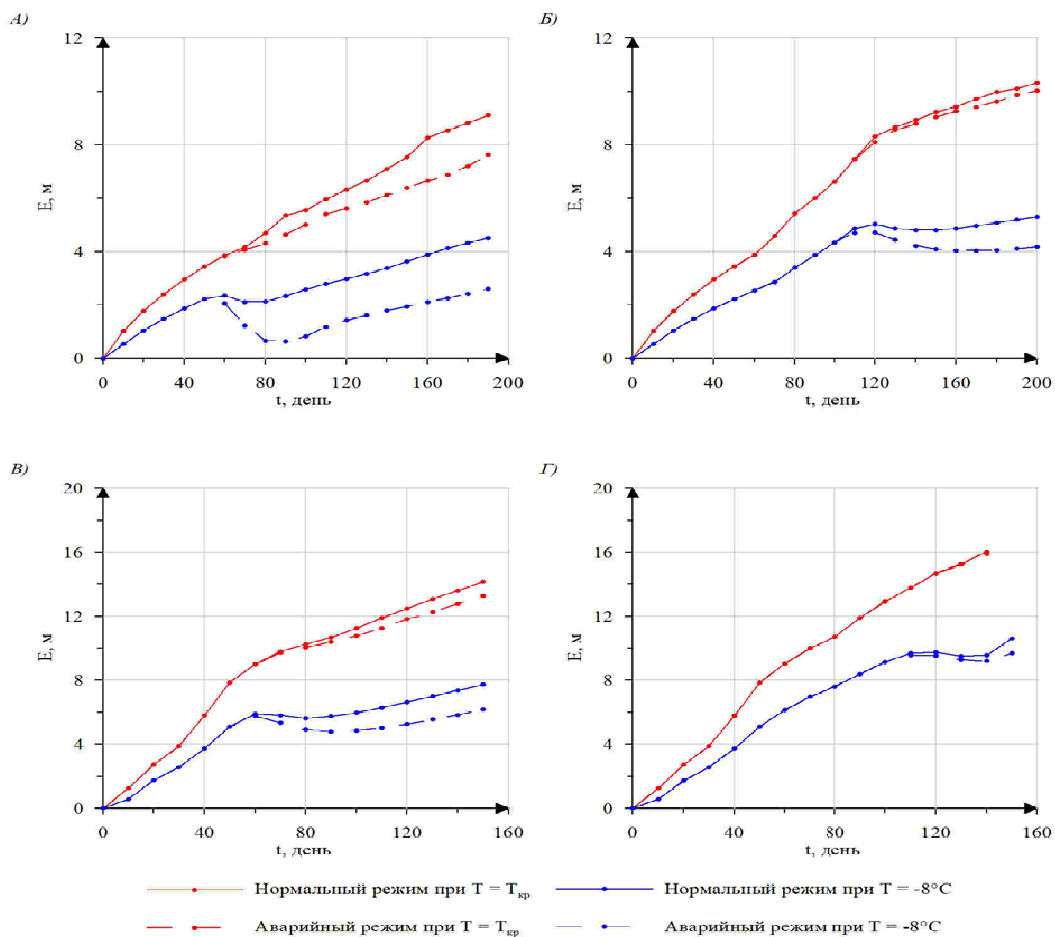 А) Б)
12 12
8 8
E, м E, м
4 4
0 0
0 40 80 120 160 200 0 40 80 120 160 200
t, день t, день
В) Г)
20 20
16 16
12 12
E, м E, м
8 8
4 4
0 0
0 40 80 120 160 0 40 80 120 160
t, день t, день
Нормальный режим при T = Tкр Нормальный режим при T = -8°C
Аварийный режим при T = Tкр Аварийный режим при T = -8°C